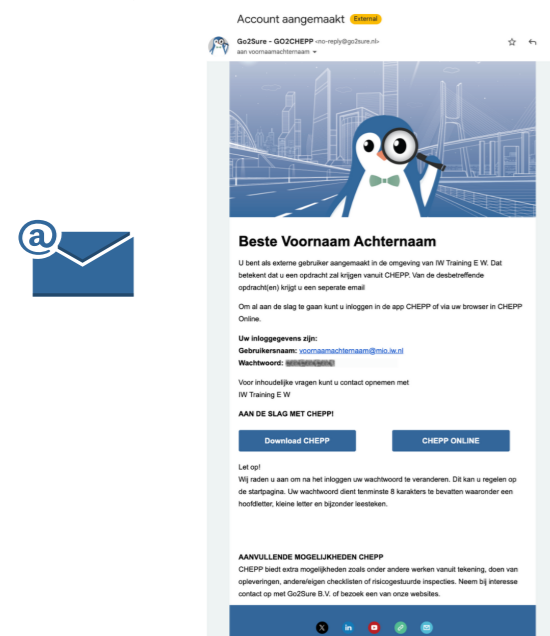 Account aangemaakt External
Go2Sure - GO2CHEPP <no-reply@go2sure.nl>
aan voornaamachternaam
@
Beste Voornaam Achternaam
U bent als externe gebruiker aangemaakt in de omgeving van IW Training E W. Dat
betekent dat u een opdracht zal krijgen vanuit CHEPP. Van de desbetreffende
opdracht(en) krijgt u een seperate email
Om al aan de slag te gaan kunt u inloggen in de app CHEPP of via uw browser in CHEPP
Online.
Uw inloggegevens zijn:
Gebruikersnaam: voornaamachternaam@mio.iw.nl
Wachtwoord:
Voor inhoudelijke vragen kunt u contact opnemen met
IW Training E W
AAN DE SLAG MET CHEPP!
Download CHEPP CHEPP ONLINE
Let op!
Wij raden u aan om na het inloggen uw wachtwoord te veranderen. Dit kan u regelen op
de startpagina. Uw wachtwoord dient tenminste 8 karakters te bevatten waaronder een
hoofdletter, kleine letter en bijzonder leesteken.
AANVULLENDE MOGELIJKHEDEN CHEPP
CHEPP biedt extra mogelijkheden zoals onder andere werken vanuit tekening, doen van
opleveringen, andere/eigen checklisten of risicogestuurde inspecties. Neem bij interesse
contact op met Go2Sure B.V. of bezoek een van onze websites.
X in